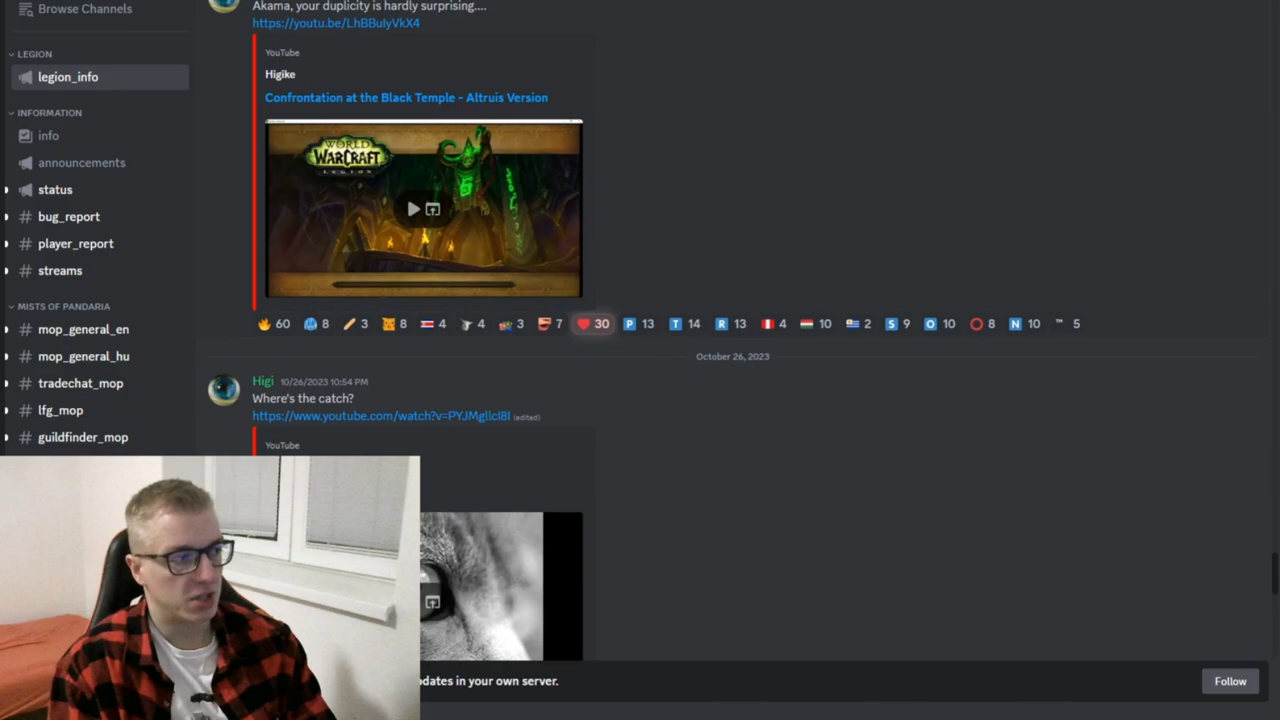 Browse Channels
LEGION
legion_info
INFORMATION
info
announcements
status
bug_report
player_report
streams
MISTS OF PANDARIA
mop_general_en
mop_general_hu
tradechat_mop
lfg_mop
guildfinder_mop
Akama, your duplicity is hardly surprising....
https://youtu.be/LhBBuIyVkX4
YouTube
Higike
Confrontation at the Black Temple - Altruis Version
WORLD
WARCRAFT
LEGION
60 8 3 8 4 4 3 7 30 P 13 T 14 R 13 4 10 2 S 9 O 10 8 N 10 ™ 5
October 26, 2023
Higi 10/26/2023 10:54 PM
Where's the catch?
https://www.youtube.com/watch?v=PYJMgllcI8I (edited)
YouTube
dates in your own server.
Follow